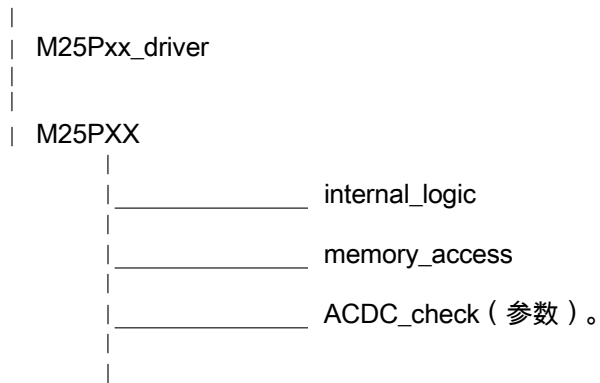 M25Pxx_driver
M25PXX
internal_logic
memory_access
ACDC_check（参数）。